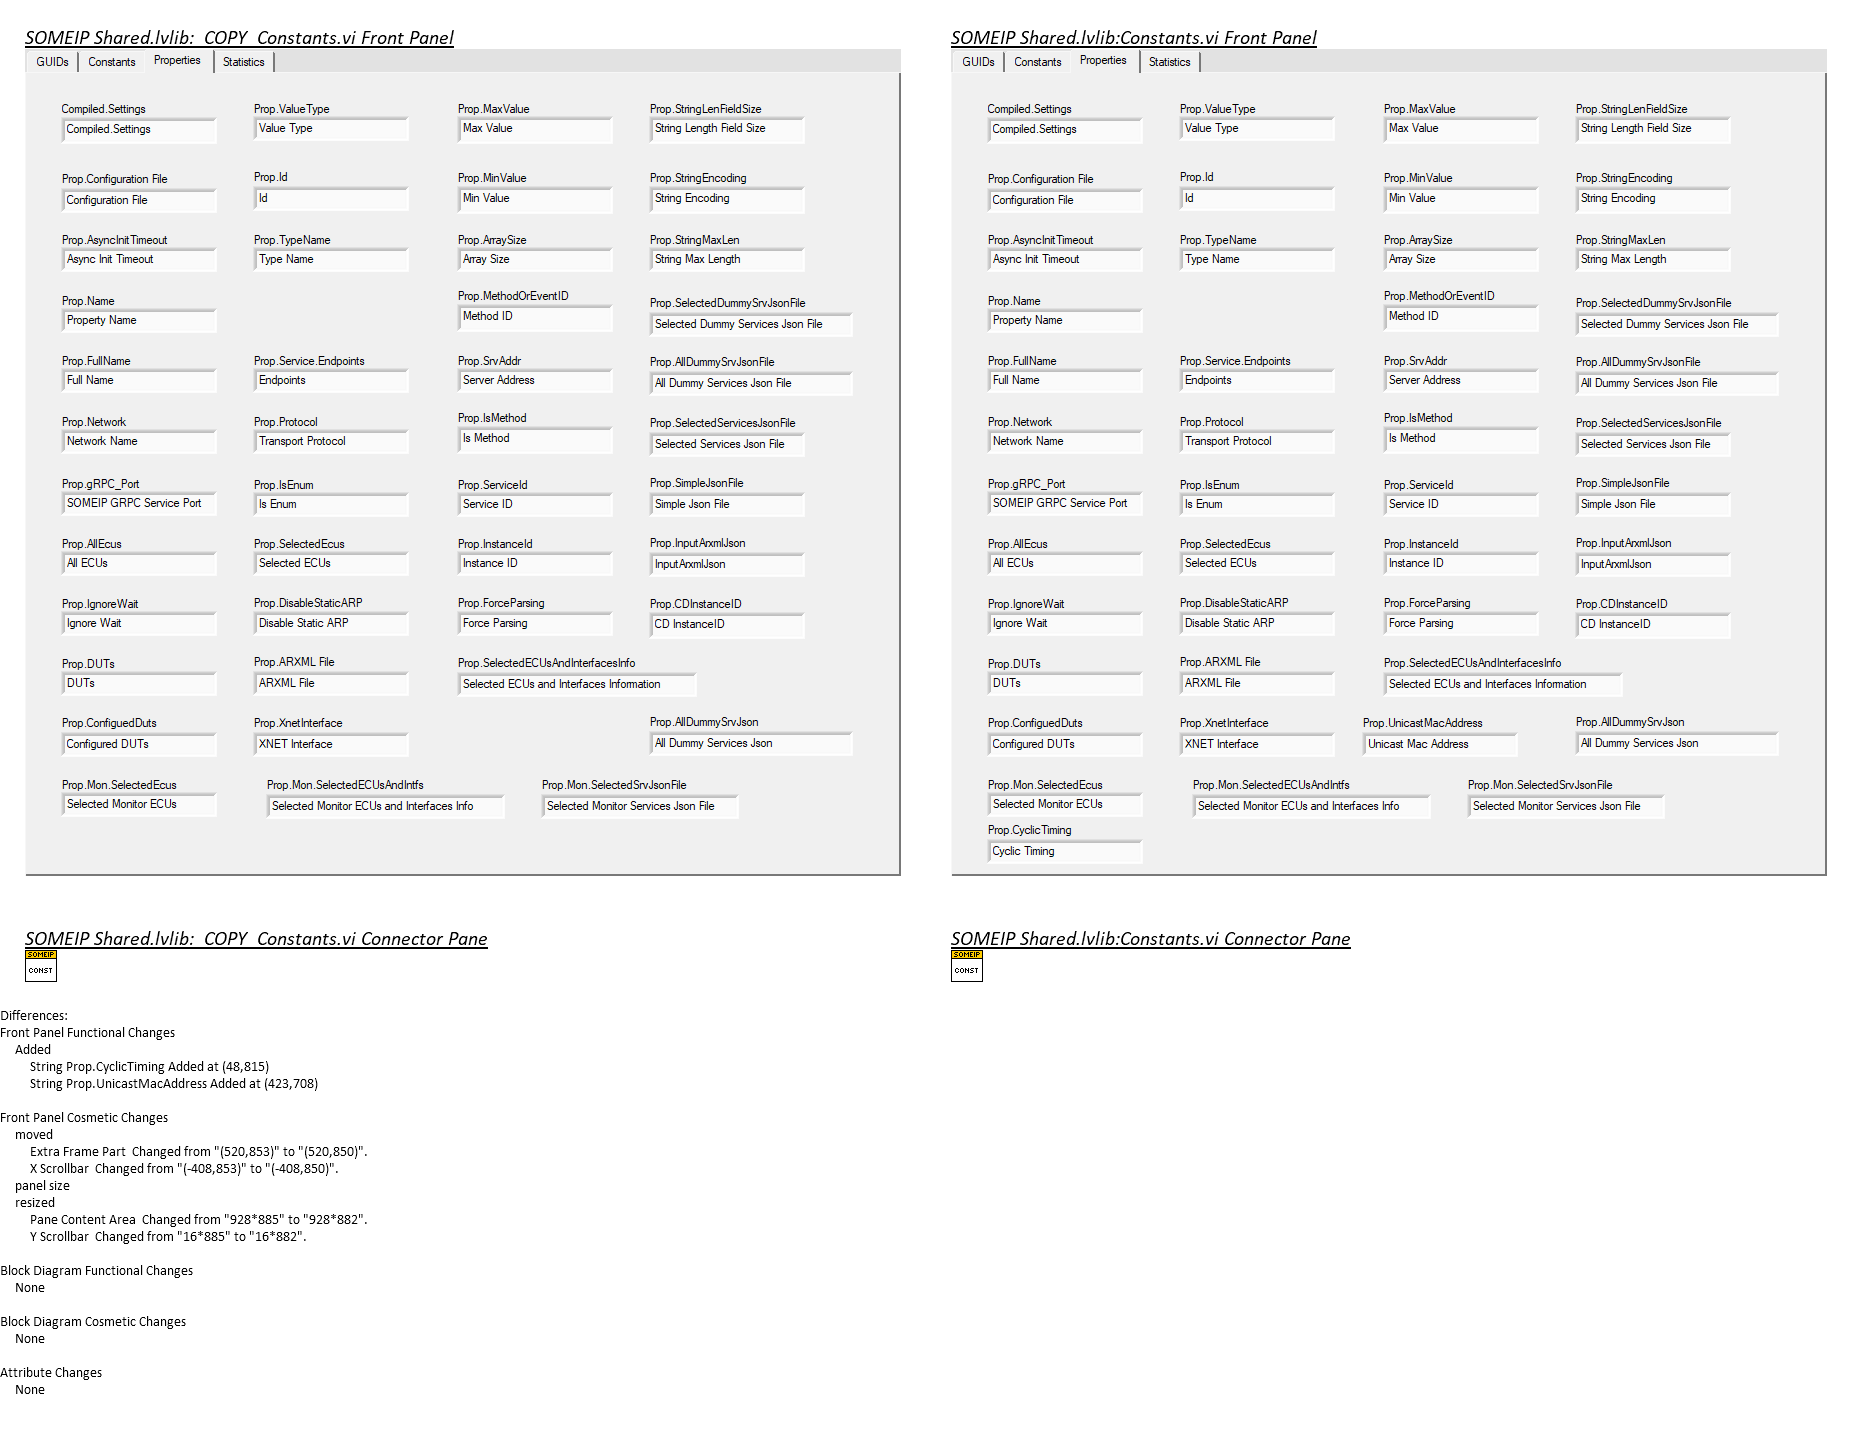 SOMEIP Shared.lvlib:  COPY  Constants.vi Front Panel
GUIDs Constants Properties Statistics
Compiled.Settings Prop.ValueType Prop.MaxValue Prop.StringLenFieldSize
Compiled.Settings Value Type Max Value String Length Field Size
Prop.Configuration File Prop.Id Prop.MinValue Prop.StringEncoding
Configuration File Id Min Value String Encoding
Prop.AsyncInitTimeout Prop.TypeName Prop.ArraySize Prop.StringMaxLen
Async Init Timeout Type Name Array Size String Max Length
Prop.Name Prop.MethodOrEventID Prop.SelectedDummySrvJsonFile
Property Name Method ID Selected Dummy Services Json File
Prop.FullName Prop.Service.Endpoints Prop.SrvAddr Prop.AllDummySrvJsonFile
Full Name Endpoints Server Address All Dummy Services Json File
Prop.Network Prop.Protocol Prop.IsMethod Prop.SelectedServicesJsonFile
Network Name Transport Protocol Is Method Selected Services Json File
Prop.gRPC_Port Prop.IsEnum Prop.ServiceId Prop.SimpleJsonFile
SOMEIP GRPC Service Port Is Enum Service ID Simple Json File
Prop.AllEcus Prop.SelectedEcus Prop.InstanceId Prop.InputArxmlJson
All ECUs Selected ECUs Instance ID InputArxmlJson
Prop.IgnoreWait Prop.DisableStaticARP Prop.ForceParsing Prop.CDInstanceID
Ignore Wait Disable Static ARP Force Parsing CD InstanceID
Prop.DUTs Prop.ARXML File Prop.SelectedECUsAndInterfacesInfo
DUTs ARXML File Selected ECUs and Interfaces Information
Prop.ConfiguedDuts Prop.XnetInterface Prop.AllDummySrvJson
Configured DUTs XNET Interface All Dummy Services Json
Prop.Mon.SelectedEcus Prop.Mon.SelectedECUsAndIntfs Prop.Mon.SelectedSrvJsonFile
Selected Monitor ECUs Selected Monitor ECUs and Interfaces Info Selected Monitor Services Json File
SOMEIP Shared.lvlib:Constants.vi Front Panel
GUIDs Constants Properties Statistics
Compiled.Settings Prop.ValueType Prop.MaxValue Prop.StringLenFieldSize
Compiled.Settings Value Type Max Value String Length Field Size
Prop.Configuration File Prop.Id Prop.MinValue Prop.StringEncoding
Configuration File Id Min Value String Encoding
Prop.AsyncInitTimeout Prop.TypeName Prop.ArraySize Prop.StringMaxLen
Async Init Timeout Type Name Array Size String Max Length
Prop.Name Prop.MethodOrEventID Prop.SelectedDummySrvJsonFile
Property Name Method ID Selected Dummy Services Json File
Prop.FullName Prop.Service.Endpoints Prop.SrvAddr Prop.AllDummySrvJsonFile
Full Name Endpoints Server Address All Dummy Services Json File
Prop.Network Prop.Protocol Prop.IsMethod Prop.SelectedServicesJsonFile
Network Name Transport Protocol Is Method Selected Services Json File
Prop.gRPC_Port Prop.IsEnum Prop.ServiceId Prop.SimpleJsonFile
SOMEIP GRPC Service Port Is Enum Service ID Simple Json File
Prop.AllEcus Prop.SelectedEcus Prop.InstanceId Prop.InputArxmlJson
All ECUs Selected ECUs Instance ID InputArxmlJson
Prop.IgnoreWait Prop.DisableStaticARP Prop.ForceParsing Prop.CDInstanceID
Ignore Wait Disable Static ARP Force Parsing CD InstanceID
Prop.DUTs Prop.ARXML File Prop.SelectedECUsAndInterfacesInfo
DUTs ARXML File Selected ECUs and Interfaces Information
Prop.ConfiguedDuts Prop.XnetInterface Prop.UnicastMacAddress Prop.AllDummySrvJson
Configured DUTs XNET Interface Unicast Mac Address All Dummy Services Json
Prop.Mon.SelectedEcus Prop.Mon.SelectedECUsAndIntfs Prop.Mon.SelectedSrvJsonFile
Selected Monitor ECUs Selected Monitor ECUs and Interfaces Info Selected Monitor Services Json File
Prop.CyclicTiming
Cyclic Timing
SOMEIP Shared.lvlib:  COPY  Constants.vi Connector Pane
SOMEIP
CONST
SOMEIP Shared.lvlib:Constants.vi Connector Pane
SOMEIP
CONST
Differences:
Front Panel Functional Changes
Added
String Prop.CyclicTiming Added at (48,815)
String Prop.UnicastMacAddress Added at (423,708)
Front Panel Cosmetic Changes
moved
Extra Frame Part  Changed from "(520,853)" to "(520,850)".
X Scrollbar  Changed from "(-408,853)" to "(-408,850)".
panel size
resized
Pane Content Area  Changed from "928*885" to "928*882".
Y Scrollbar  Changed from "16*885" to "16*882".
Block Diagram Functional Changes
None
Block Diagram Cosmetic Changes
None
Attribute Changes
None